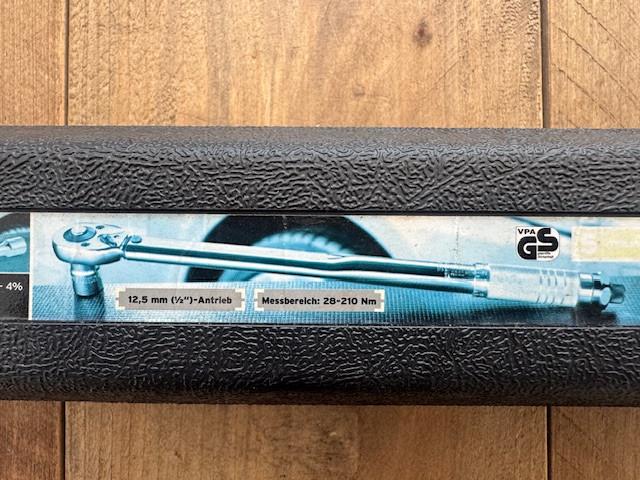 4%
12,5 mm (½")-Antrieb
Messbereich: 28-210 Nm
VPA
GS